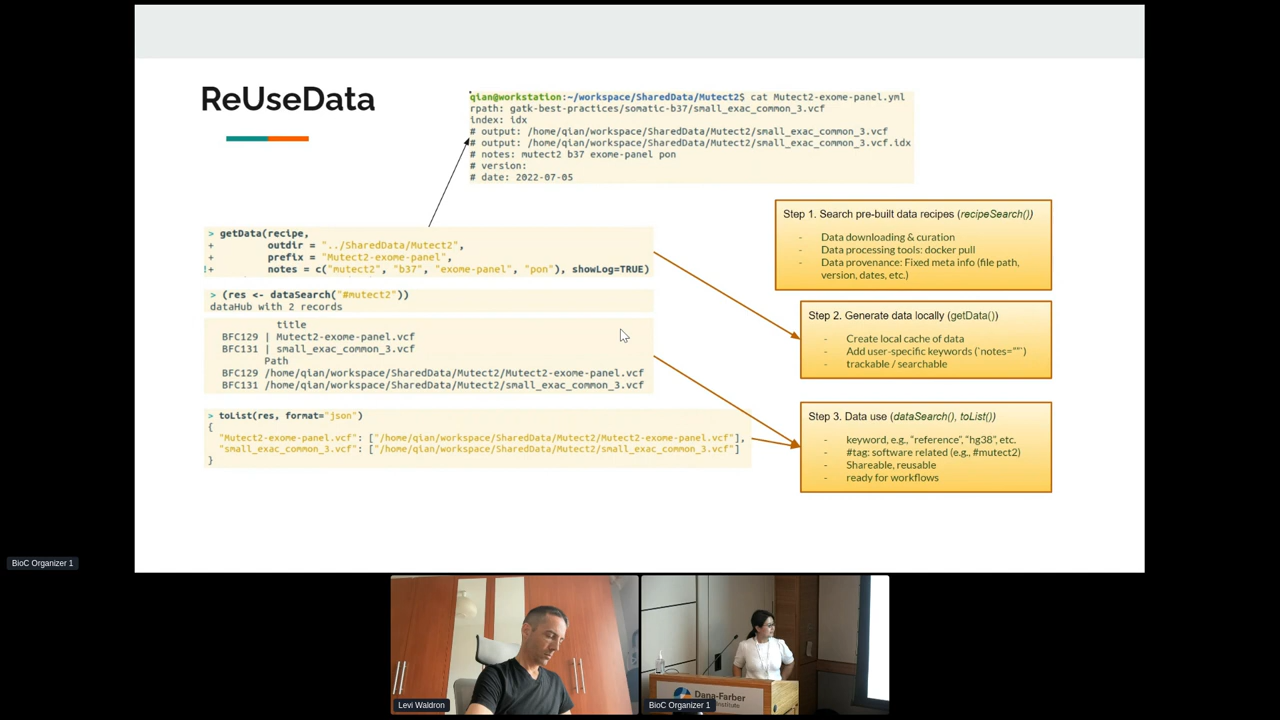 ReUseData
qian@workstation:~/workspace/SharedData/Mutect2$ cat Mutect2-exome-panel.yml
rpath: gatk-best-practices/somatic-b37/small_exac_common_3.vcf
index: idx
# output: /home/qian/workspace/SharedData/Mutect2/small_exac_common_3.vcf
# output: /home/qian/workspace/SharedData/Mutect2/small_exac_common_3.vcf.idx
# notes: mutect2 b37 exome-panel pon
# version:
# date: 2022-07-05
> getData(recipe,
+ outdir = "../SharedData/Mutect2",
+ prefix = "Mutect2-exome-panel",
!+ notes = c("mutect2", "b37", "exome-panel", "pon"), showLog=TRUE)
> (res <- dataSearch("#mutect2"))
dataHub with 2 records
title
BFC129 | Mutect2-exome-panel.vcf
BFC131 | small_exac_common_3.vcf
Path
BFC129 /home/qian/workspace/SharedData/Mutect2/Mutect2-exome-panel.vcf
BFC131 /home/qian/workspace/SharedData/Mutect2/small_exac_common_3.vcf
> toList(res, format="json")
{
"Mutect2-exome-panel.vcf": ["/home/qian/workspace/SharedData/Mutect2/Mutect2-exome-panel.vcf"],
"small_exac_common_3.vcf": ["/home/qian/workspace/SharedData/Mutect2/small_exac_common_3.vcf"]
}
Step 1. Search pre-built data recipes (recipeSearch())
- Data downloading & curation
- Data processing tools: docker pull
- Data provenance: Fixed meta info (file path,
version, dates, etc.)
Step 2. Generate data locally (getData())
- Create local cache of data
- Add user-specific keywords (`notes=""`)
- trackable / searchable
Step 3. Data use (dataSearch(), toList())
- keyword, e.g., "reference", "hg38", etc.
- #tag: software related (e.g., #mutect2)
- Shareable, reusable
- ready for workflows
BioC Organizer 1
Levi Waldron
Dana-Farber
Institute
BioC Organizer 1